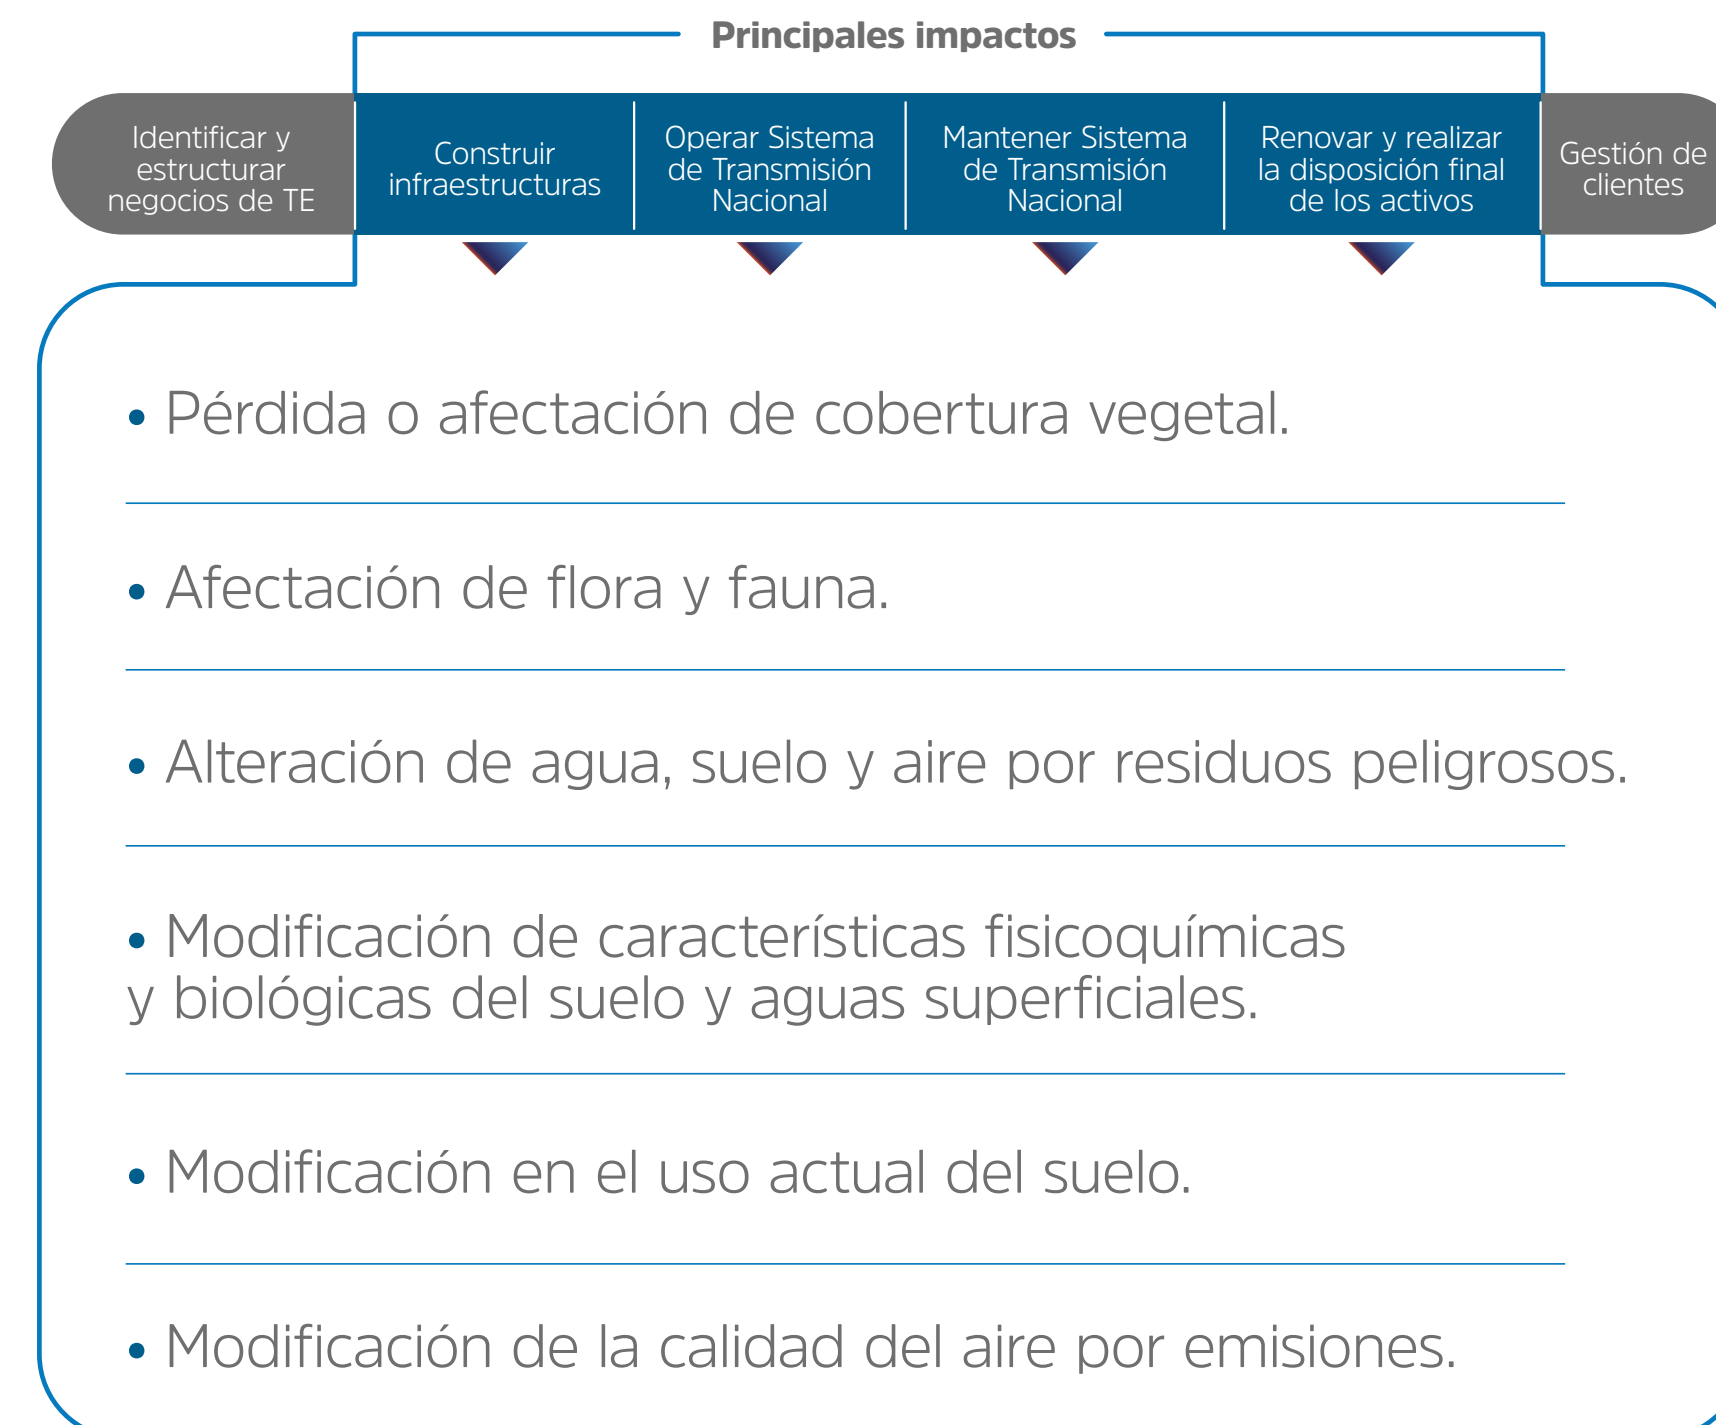 Principales impactos
Identificar y
estructurar
negocios de TE
Construir
infraestructuras
Operar Sistema
de Transmisión
Nacional
Mantener Sistema
de Transmisión
Nacional
Renovar y realizar
la disposición final
de los activos
Gestión de
clientes
• Pérdida o afectación de cobertura vegetal.
• Afectación de flora y fauna.
• Alteración de agua, suelo y aire por residuos peligrosos.
• Modificación de características fisicoquímicas
y biológicas del suelo y aguas superficiales.
• Modificación en el uso actual del suelo.
• Modificación de la calidad del aire por emisiones.